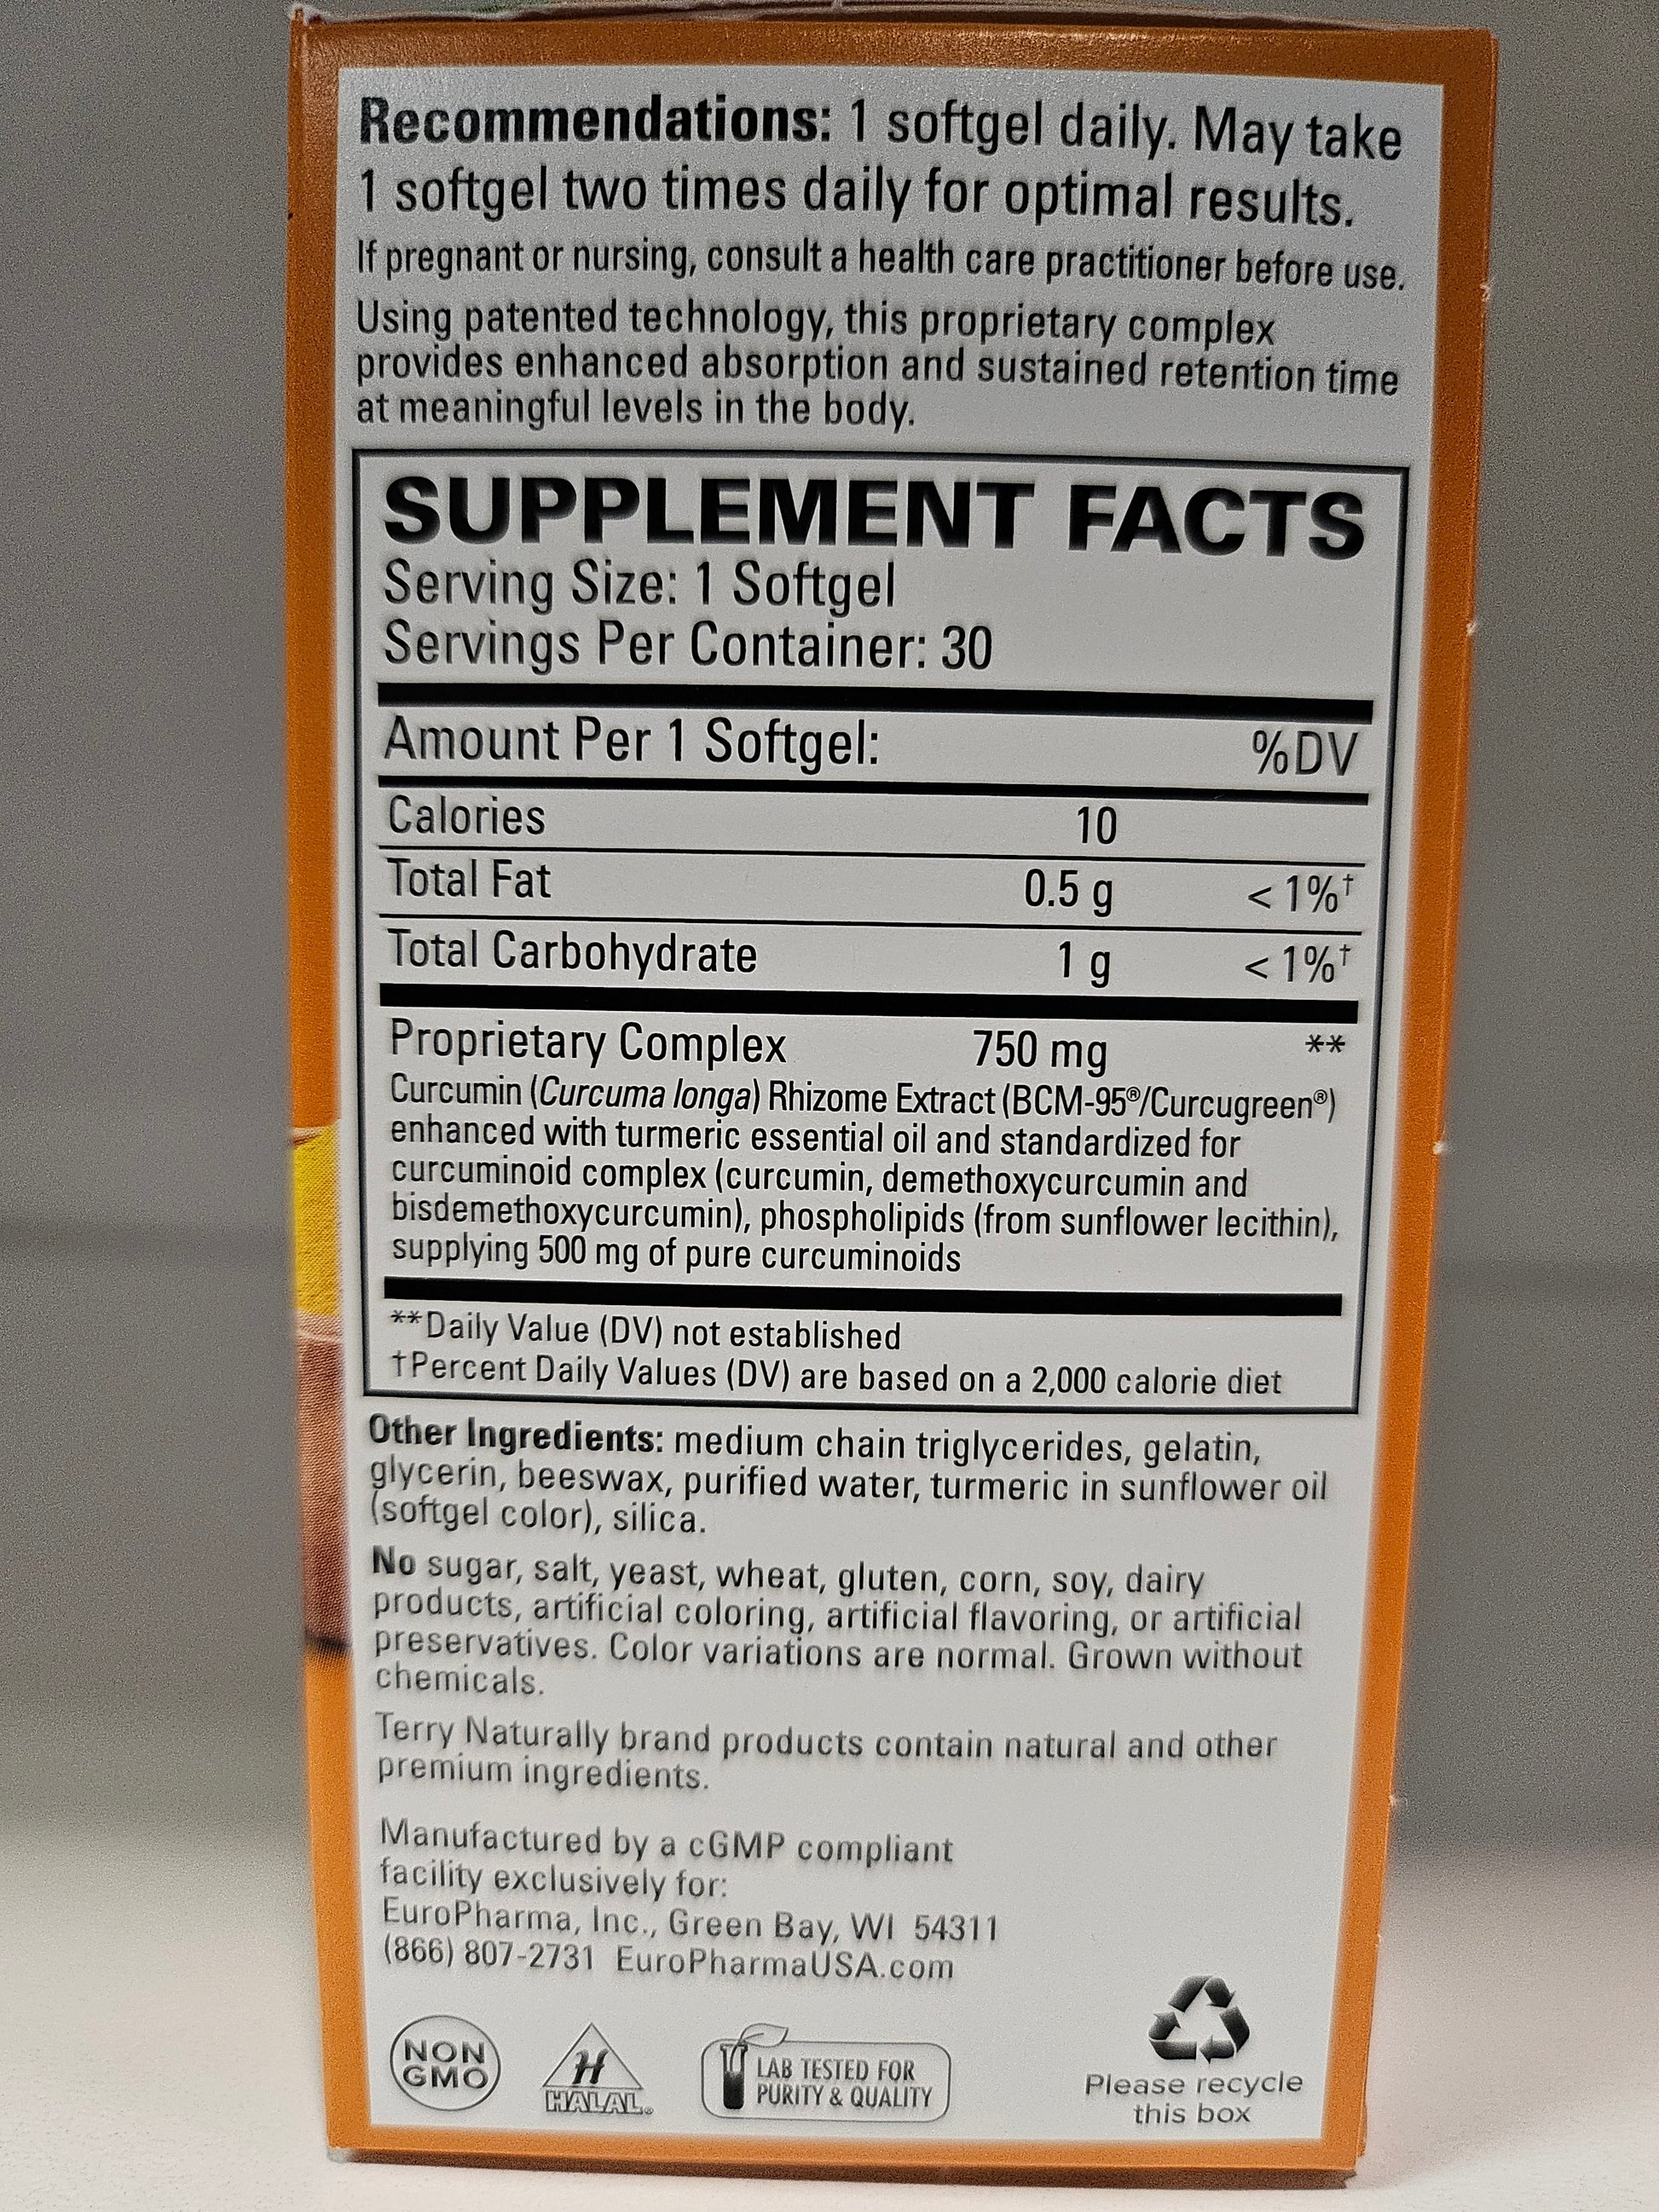 Recommendations: 1 softgel daily. May take
1 softgel two times daily for optimal results.
If pregnant or nursing, consult a health care practitioner before use.
Using patented technology, this proprietary complex
provides enhanced absorption and sustained retention time
at meaningful levels in the body.
SUPPLEMENT FACTS
Serving Size: 1 Softgel
Servings Per Container: 30
Amount Per 1 Softgel: %DV
Calories 10
Total Fat 0.5 g < 1%†
Total Carbohydrate 1 g < 1%†
Proprietary Complex 750 mg **
Curcumin (Curcuma longa) Rhizome Extract (BCM-95®/Curcugreen®)
enhanced with turmeric essential oil and standardized for
curcuminoid complex (curcumin, demethoxycurcumin and
bisdemethoxycurcumin), phospholipids (from sunflower lecithin),
supplying 500 mg of pure curcuminoids
**Daily Value (DV) not established
†Percent Daily Values (DV) are based on a 2,000 calorie diet
Other Ingredients: medium chain triglycerides, gelatin,
glycerin, beeswax, purified water, turmeric in sunflower oil
(softgel color), silica.
No sugar, salt, yeast, wheat, gluten, corn, soy, dairy
products, artificial coloring, artificial flavoring, or artificial
preservatives. Color variations are normal. Grown without
chemicals.
Terry Naturally brand products contain natural and other
premium ingredients.
Manufactured by a cGMP compliant
facility exclusively for:
EuroPharma, Inc., Green Bay, WI 54311
(866) 807-2731 EuroPharmaUSA.com
NON
GMO
H
HALAL®
LAB TESTED FOR
PURITY & QUALITY
Please recycle
this box